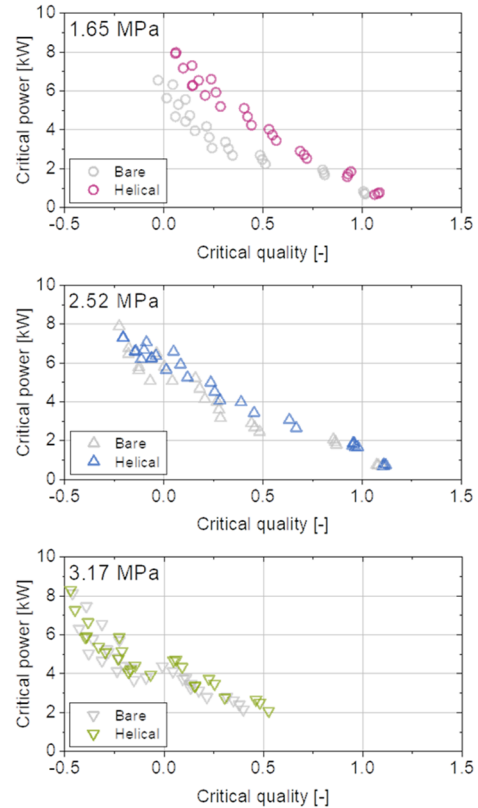 1.65 MPa
Critical power [kW]
10
8
6
4
2
0
Bare
Helical
-0.5
0.0
0.5
1.0
1.5
Critical quality [-]
2.52 MPa
Critical power [kW]
10
8
6
4
2
0
Bare
Helical
-0.5
0.0
0.5
1.0
1.5
Critical quality [-]
3.17 MPa
Critical power [kW]
10
8
6
4
2
0
Bare
Helical
-0.5
0.0
0.5
1.0
1.5
Critical quality [-]